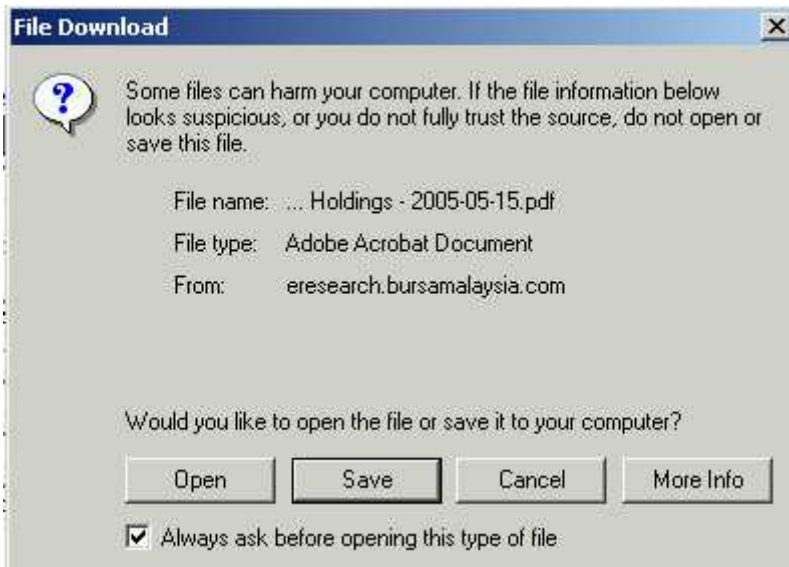 File Download
Some files can harm your computer. If the file information below
looks suspicious, or you do not fully trust the source, do not open or
save this file.
File name: ... Holdings - 2005-05-15.pdf
File type: Adobe Acrobat Document
From: eresearch.bursamalaysia.com
Would you like to open the file or save it to your computer?
Open Save Cancel More Info
Always ask before opening this type of file